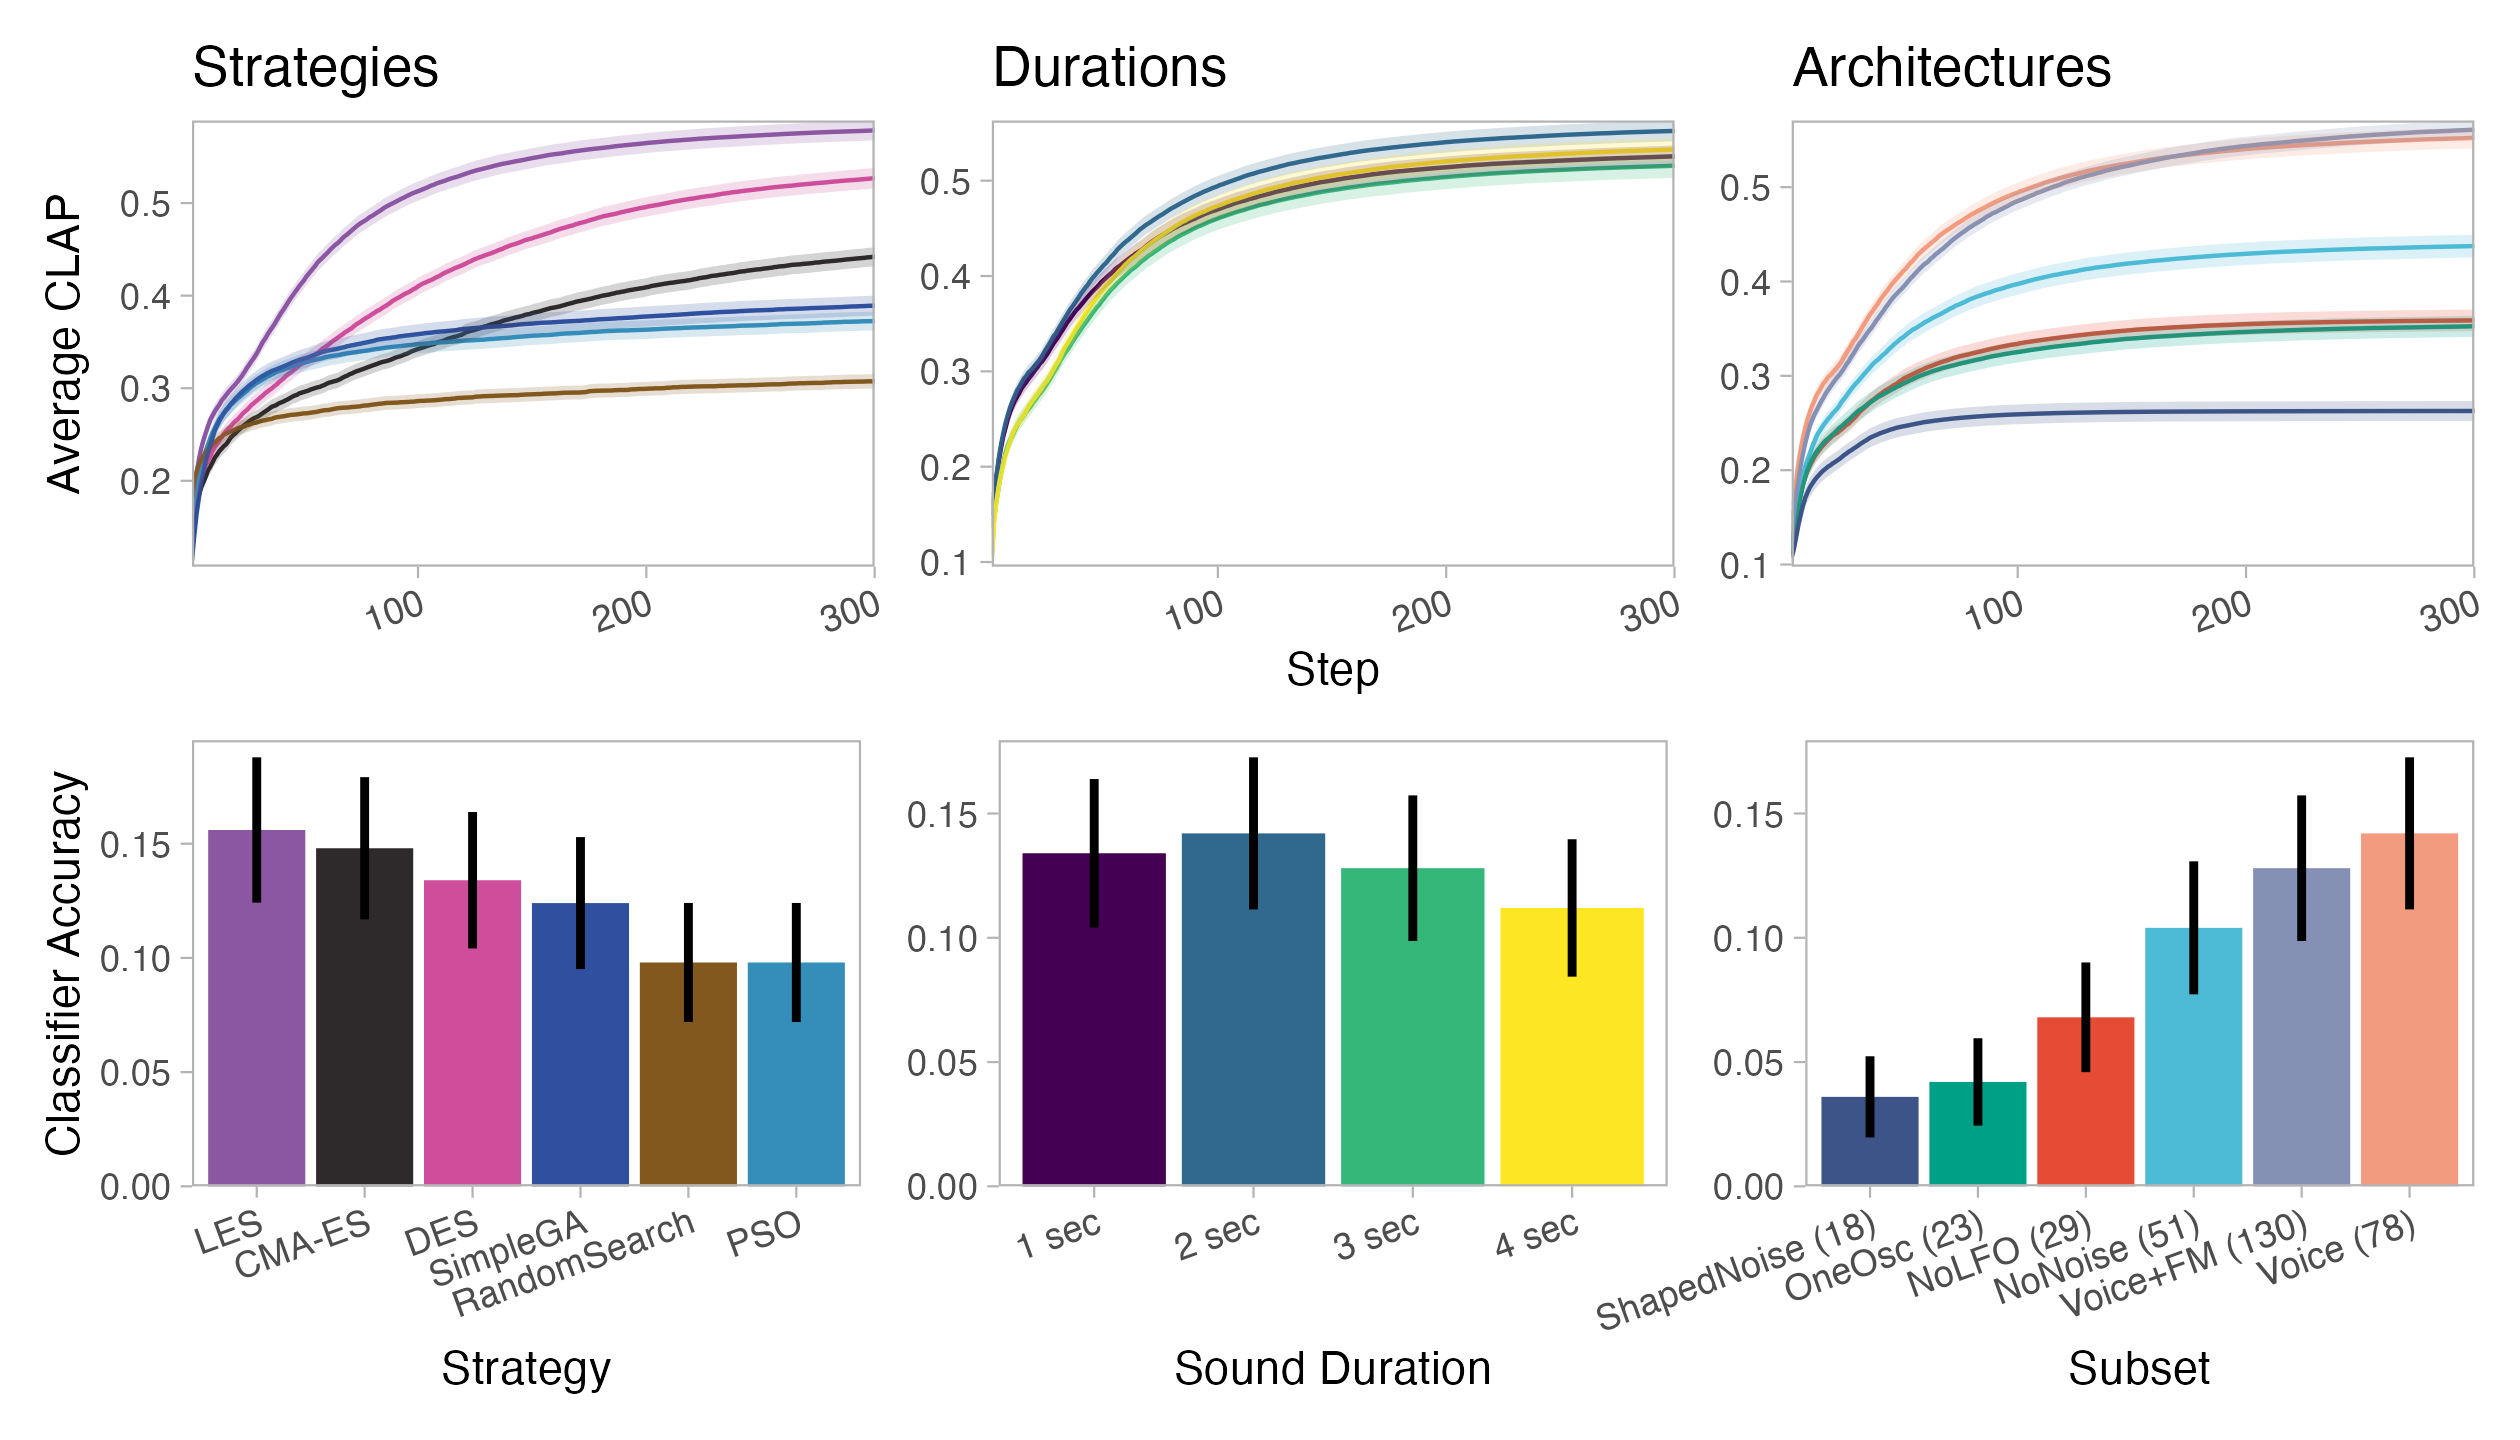 Strategies
Durations
Architectures
Average CLAP
0.5
0.4
0.3
0.2
100
200
300
0.5
0.4
0.3
0.2
0.1
100
200
300
0.5
0.4
0.3
0.2
0.1
100
200
300
Step
Classifier Accuracy
0.15
0.10
0.05
0.00
LES
CMA-ES
DES
SimpleGA
RandomSearch
PSO
Strategy
0.15
0.10
0.05
0.00
1 sec
2 sec
3 sec
4 sec
Sound Duration
0.15
0.10
0.05
0.00
ShapedNoise (18)
OneOsc (23)
NoLFO (29)
NoNoise (51)
Voice+FM (130)
Voice (78)
Subset